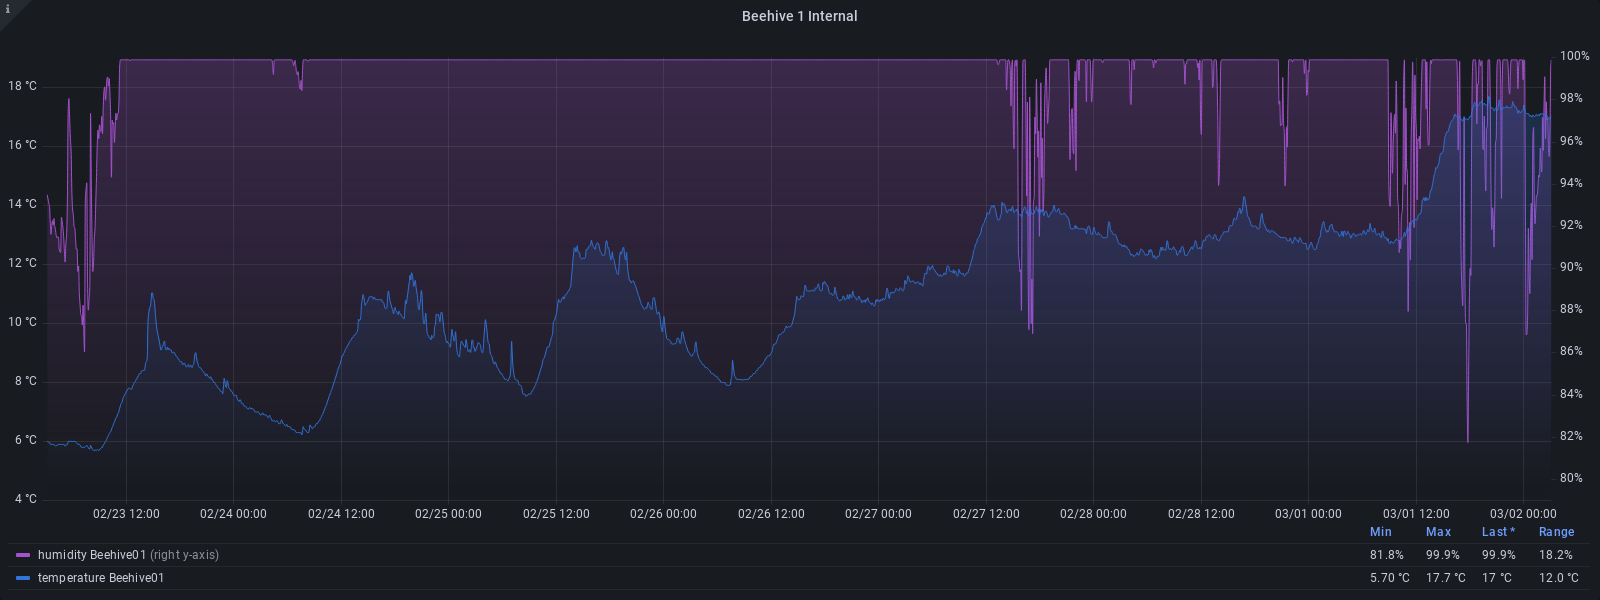 i
Beehive 1 Internal
18 °C
16 °C
14 °C
12 °C
10 °C
8 °C
6 °C
4 °C
100%
98%
96%
94%
92%
90%
88%
86%
84%
82%
80%
02/23 12:00 02/24 00:00 02/24 12:00 02/25 00:00 02/25 12:00 02/26 00:00 02/26 12:00 02/27 00:00 02/27 12:00 02/28 00:00 02/28 12:00 03/01 00:00 03/01 12:00 03/02 00:00
Min Max Last * Range
humidity Beehive01 (right y-axis) 81.8% 99.9% 99.9% 18.2%
temperature Beehive01 5.70 °C 17.7 °C 17 °C 12.0 °C